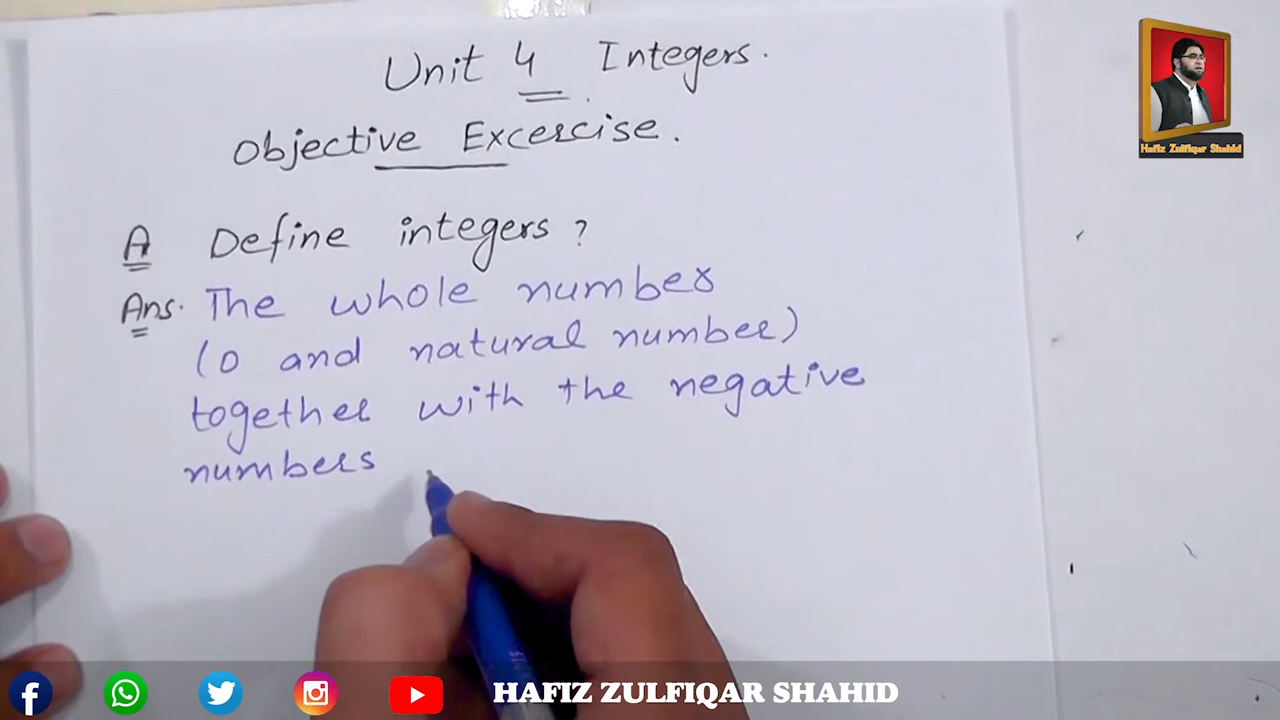 Unit 4 Integers.
Objective Excercise.
A Define integers?
Ans. The whole number
(0 and natural number)
together with the negative
numbers
Hafiz Zulfiqar Shahid
HAFIZ ZULFIQAR SHAHID